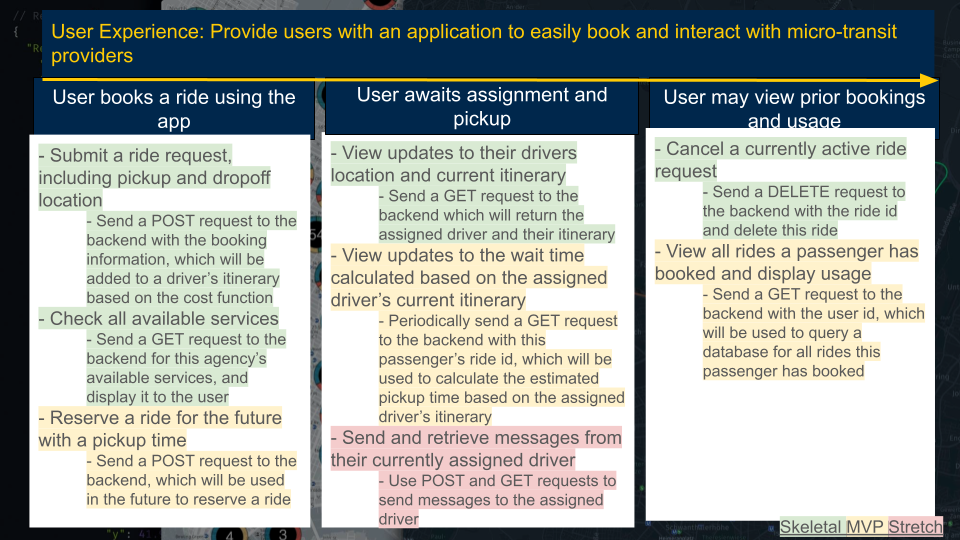 User Experience: Provide users with an application to easily book and interact with micro-transit
providers
User books a ride using the
app
- Submit a ride request,
including pickup and dropoff
location
- Send a POST request to the
backend with the booking
information, which will be
added to a driver's itinerary
based on the cost function
- Check all available services
- Send a GET request to the
backend for this agency's
available services, and
display it to the user
- Reserve a ride for the future
with a pickup time
- Send a POST request to the
backend, which will be used
in the future to reserve a ride
User awaits assignment and
pickup
- View updates to their drivers
location and current itinerary
- Send a GET request to the
backend which will return the
assigned driver and their itinerary
- View updates to the wait time
calculated based on the assigned
driver's current itinerary
- Periodically send a GET request
to the backend with this
passenger's ride id, which will be
used to calculate the estimated
pickup time based on the assigned
driver's itinerary
- Send and retrieve messages from
their currently assigned driver
- Use POST and GET requests to
send messages to the assigned
driver
User may view prior bookings
and usage
- Cancel a currently active ride
request
- Send a DELETE request to
the backend with the ride id
and delete this ride
- View all rides a passenger has
booked and display usage
- Send a GET request to the
backend with the user id, which
will be used to query a
database for all rides this
passenger has booked
Skeletal MVP Stretch